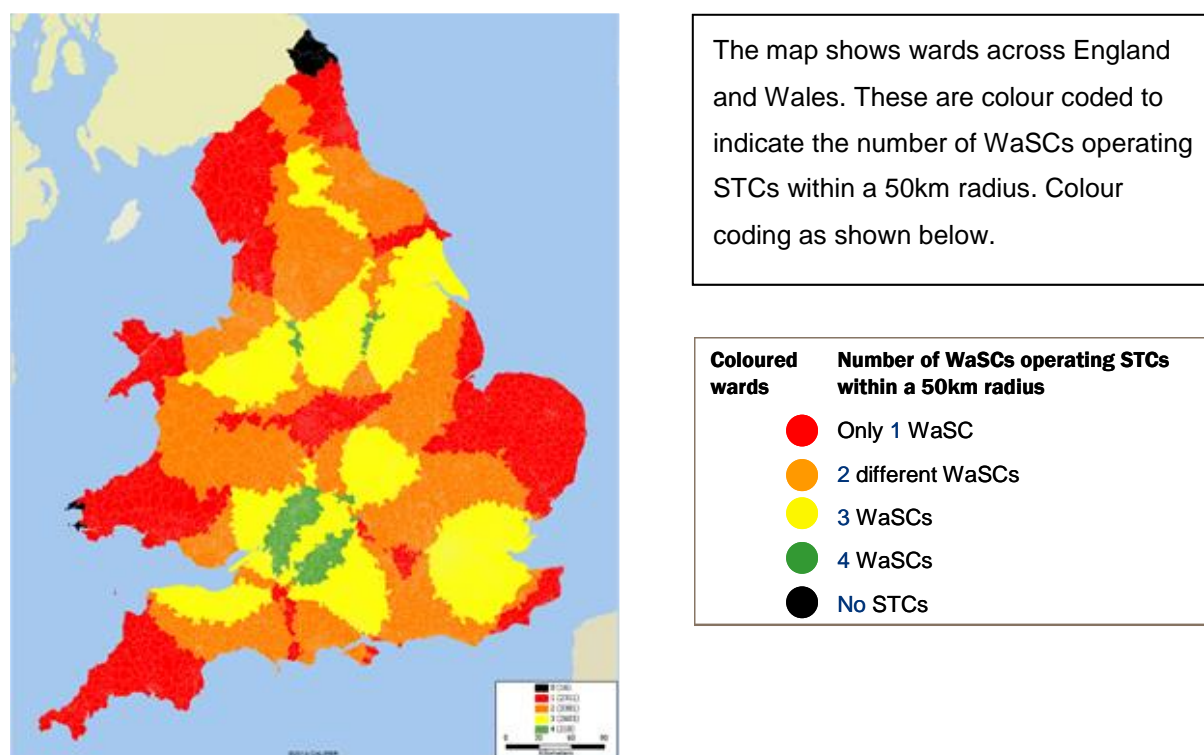 The map shows wards across England
and Wales. These are colour coded to
indicate the number of WaSCs operating
STCs within a 50km radius. Colour
coding as shown below.
Coloured wards
Number of WaSCs operating STCs
within a 50km radius
Only 1 WaSC
2 different WaSCs
3 WaSCs
4 WaSCs
No STCs